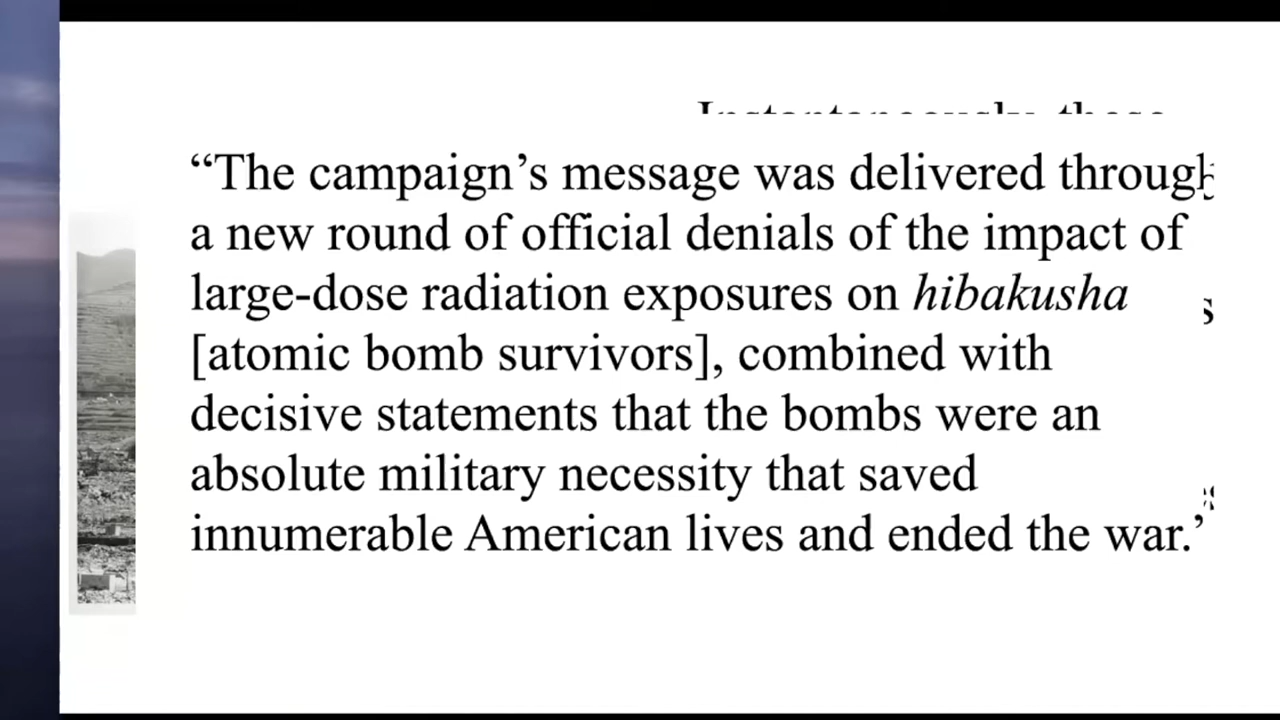 Instantaneously, these
“The campaign’s message was delivered through
a new round of official denials of the impact of
large-dose radiation exposures on hibakusha
[atomic bomb survivors], combined with
decisive statements that the bombs were an
absolute military necessity that saved
innumerable American lives and ended the war.’